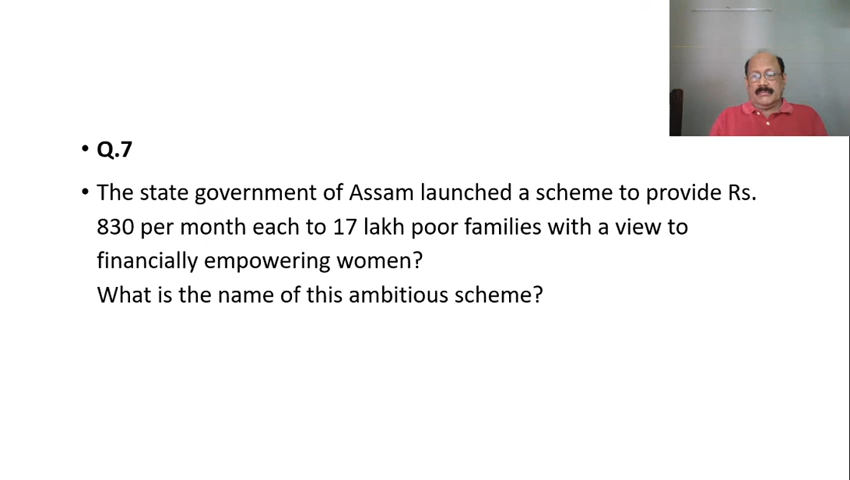 • Q.7
• The state government of Assam launched a scheme to provide Rs.
830 per month each to 17 lakh poor families with a view to
financially empowering women?
What is the name of this ambitious scheme?